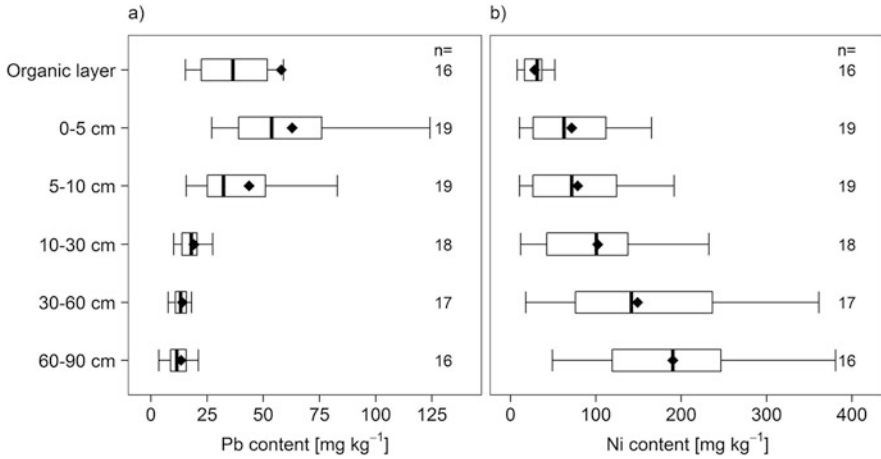 a)
n=
Organic layer 16
0-5 cm 19
5-10 cm 19
10-30 cm 18
30-60 cm 17
60-90 cm 16
0 25 50 75 100 125
Pb content [mg kg⁻¹]
b)
n=
16
19
19
18
17
16
0 100 200 300 400
Ni content [mg kg⁻¹]